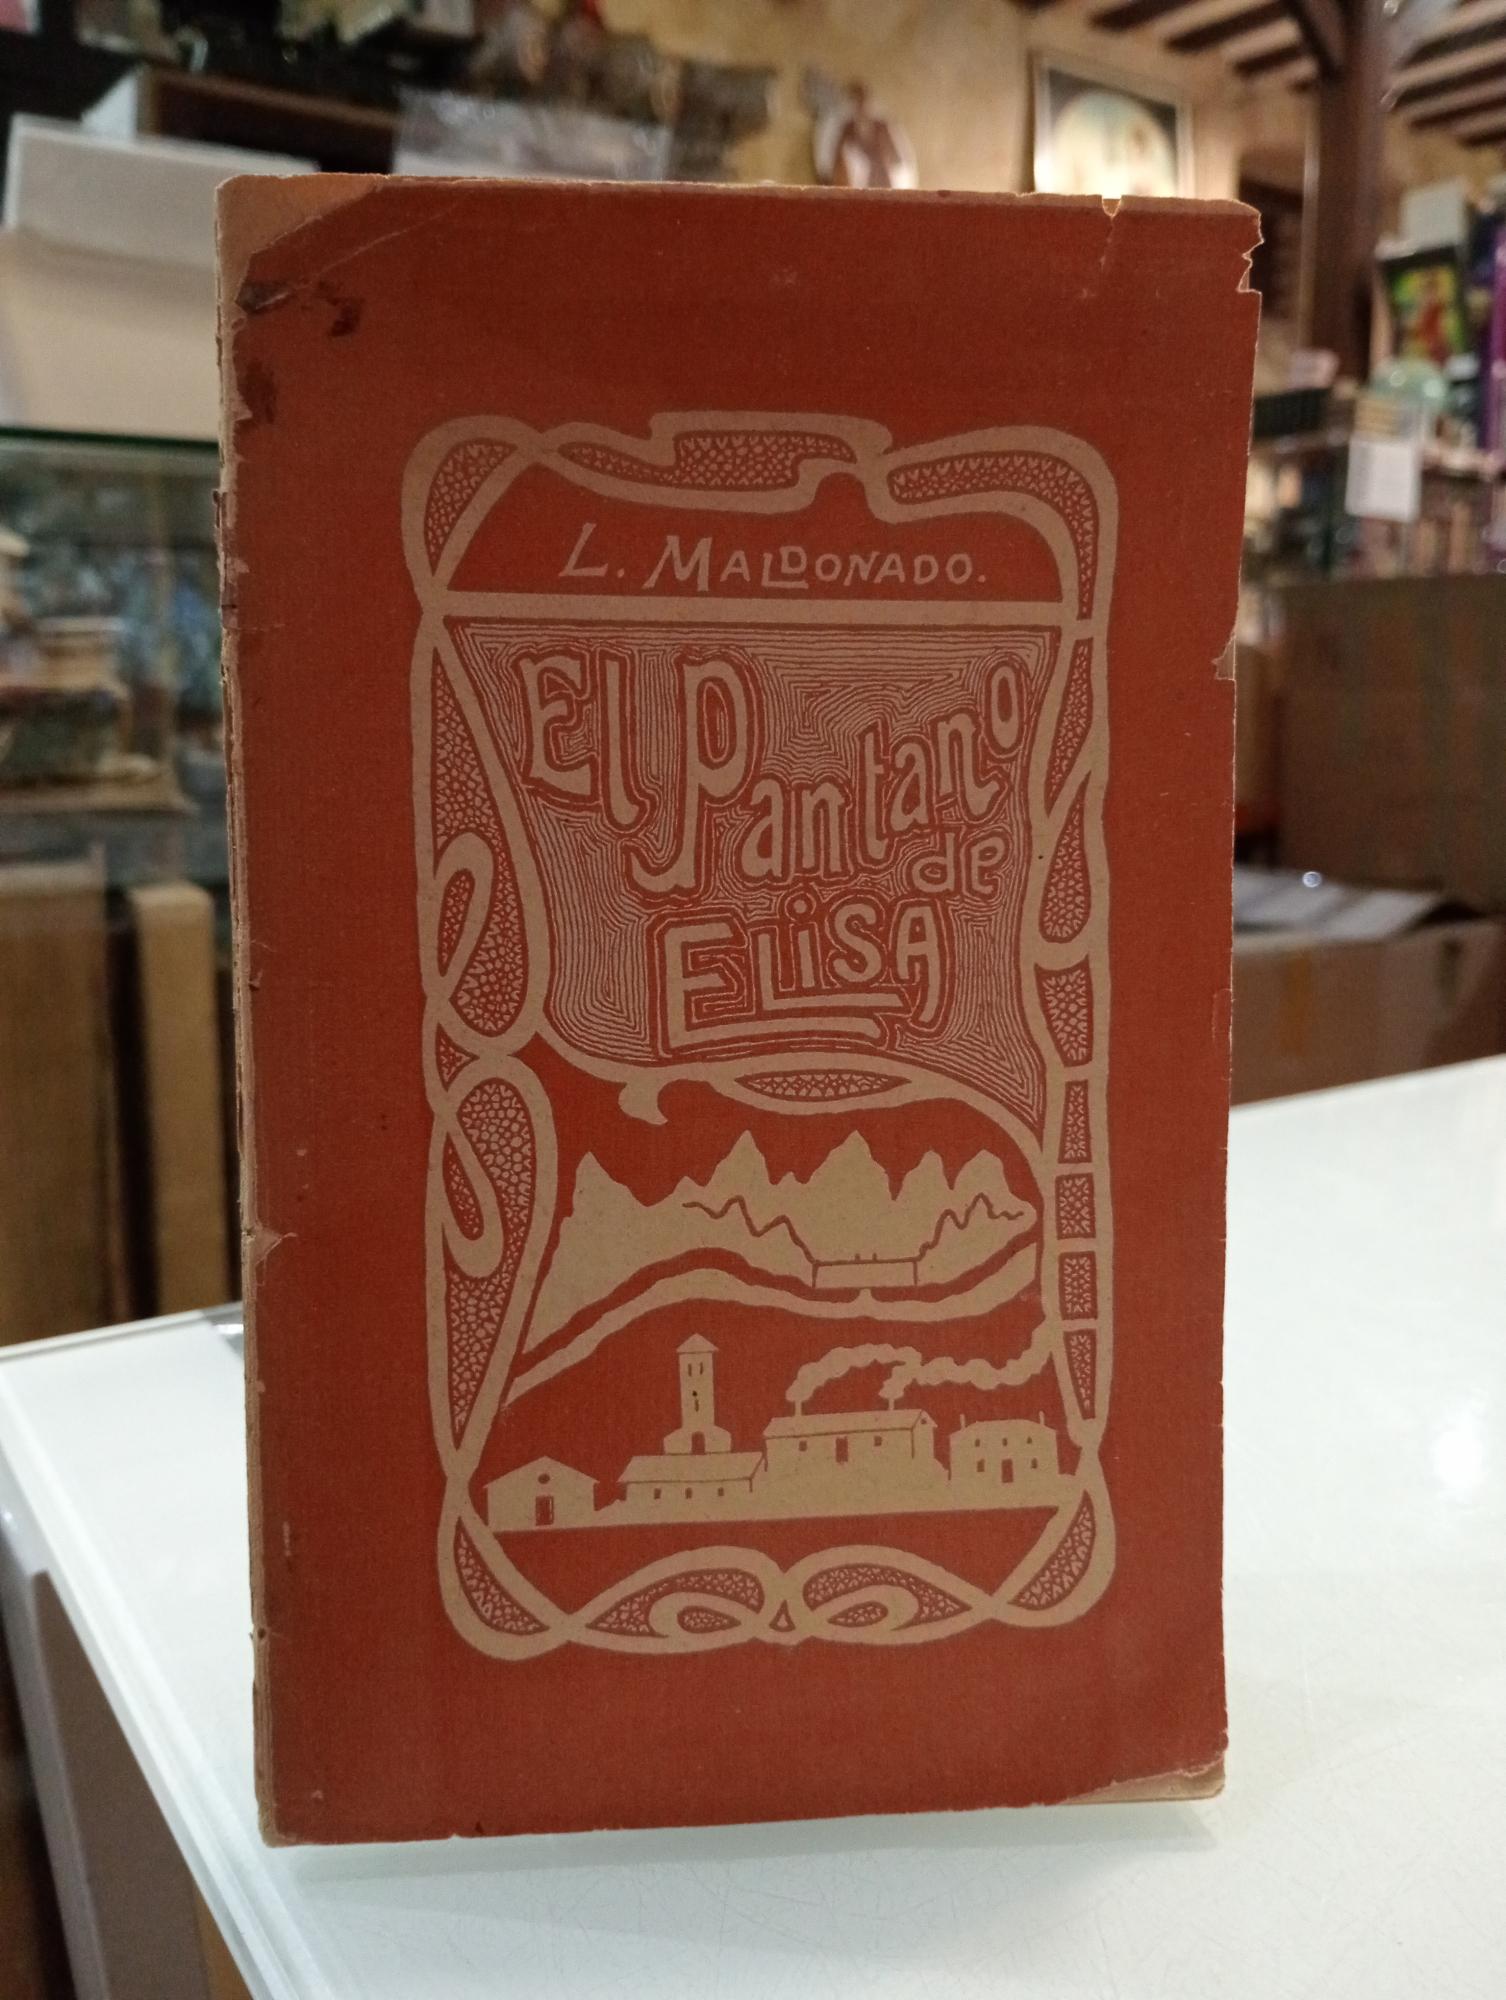 L. MALDONADO.
El Pantano
de
ELiSA